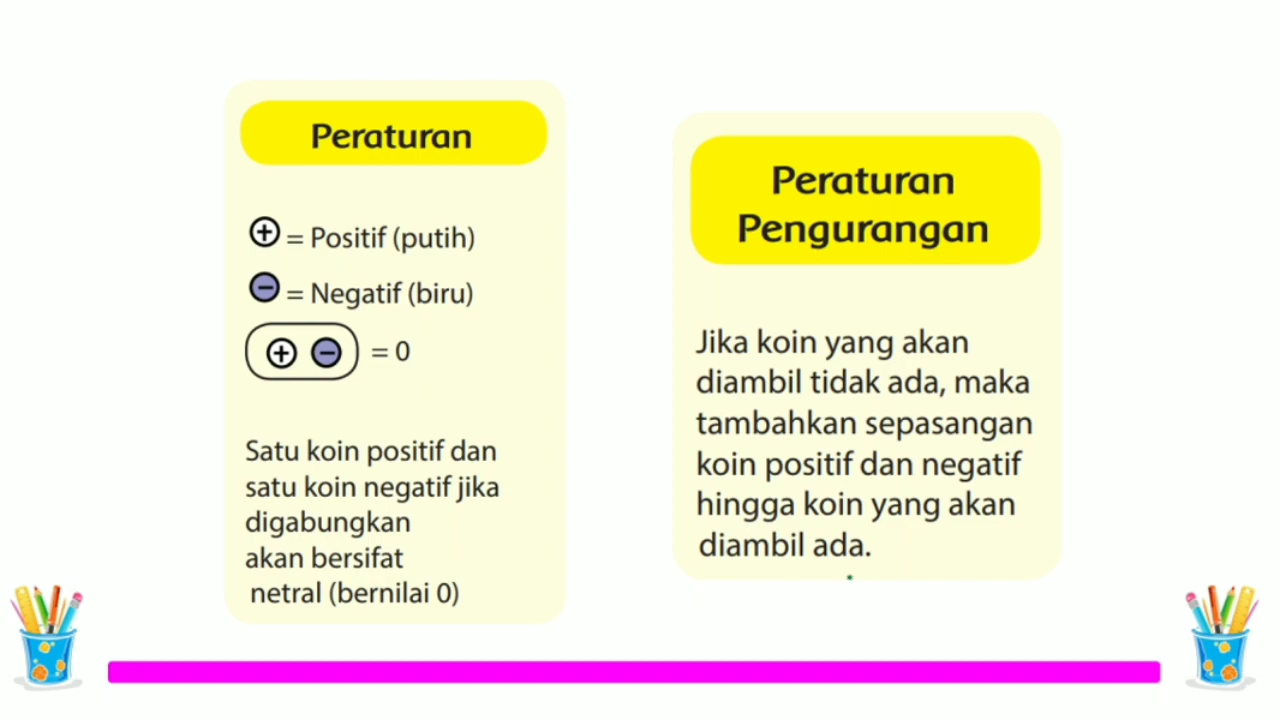 Peraturan
⊕ = Positif (putih)
⊖ = Negatif (biru)
⊕ ⊖ = 0
Satu koin positif dan
satu koin negatif jika
digabungkan
akan bersifat
netral (bernilai 0)
Peraturan
Pengurangan
Jika koin yang akan
diambil tidak ada, maka
tambahkan sepasangan
koin positif dan negatif
hingga koin yang akan
diambil ada.